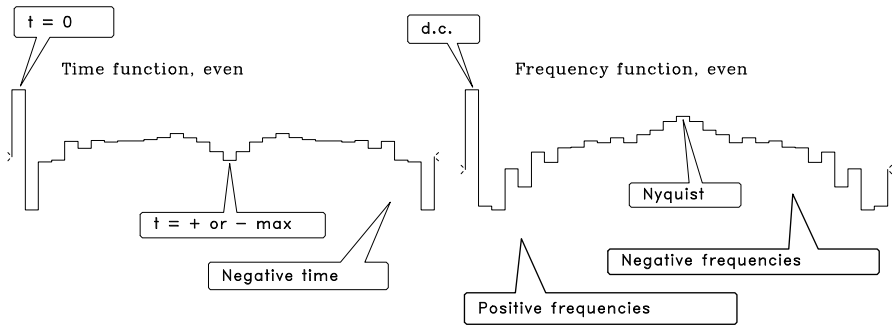 t = 0
d.c.
Time function, even
Frequency function, even
Nyquist
t = + or - max
Negative time
Negative frequencies
Positive frequencies